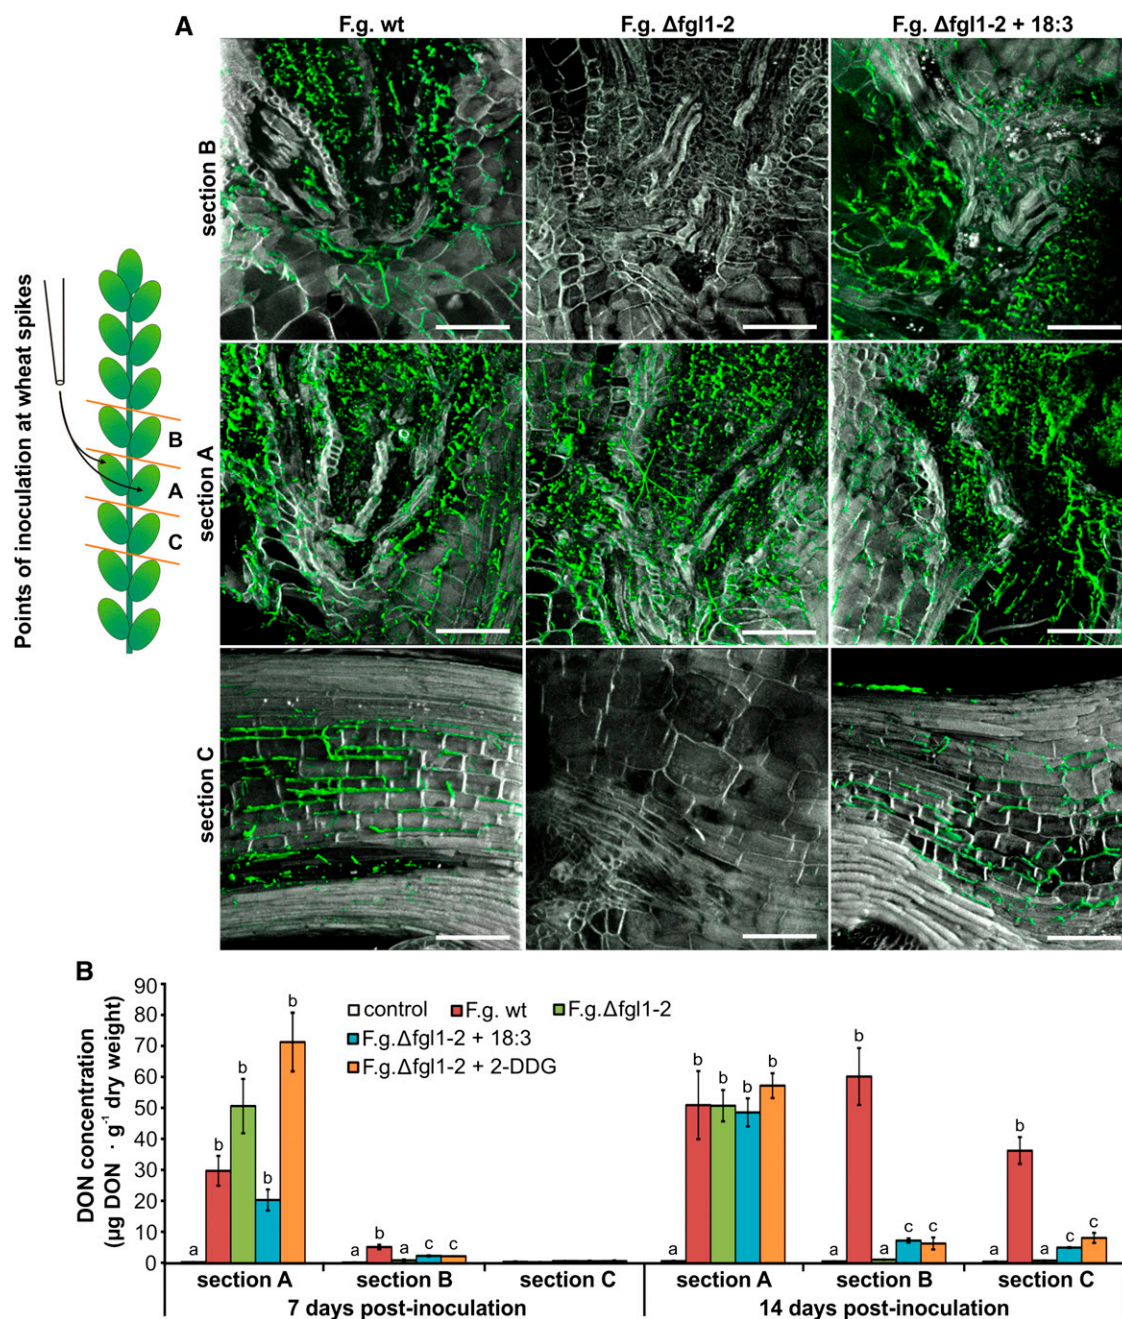 A
F.g. wt
F.g. Δfgl1-2
F.g. Δfgl1-2 + 18:3
section B
section A
section C
Points of inoculation at wheat spikes
B
A
C
B
DON concentration
(µg DON · g⁻¹ dry weight)
90
80
70
60
50
40
30
20
10
0
control
F.g. wt
F.g.Δfgl1-2
F.g.Δfgl1-2 + 18:3
F.g.Δfgl1-2 + 2-DDG
a b b b b
a b a c c
a b b b b
a b a c c
a b a c c
section A
section B
section C
section A
section B
section C
7 days post-inoculation
14 days post-inoculation